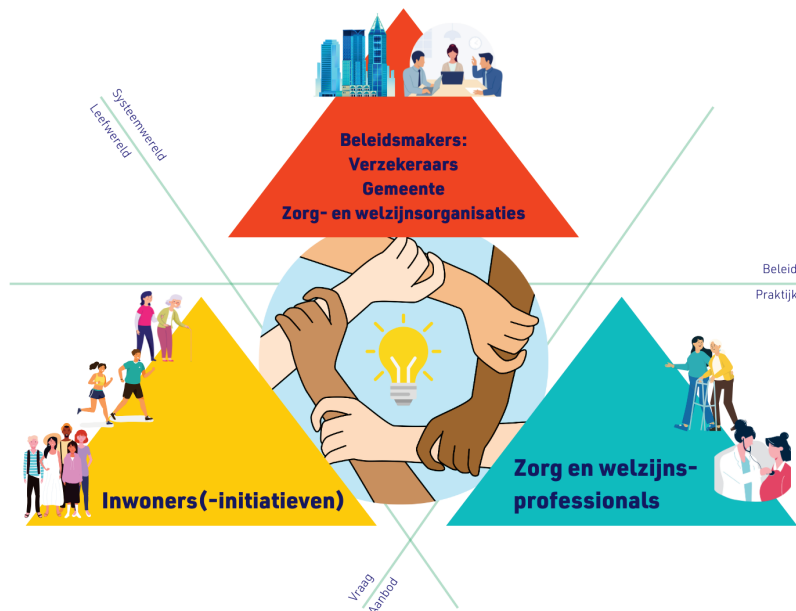 Systeemwereld
Leefwereld
Beleidsmakers:
Verzekeraars
Gemeente
Zorg- en welzijnsorganisaties
Beleid
Praktijk
Inwoners(-initiatieven)
Zorg en welzijns-
professionals
Vraag
Aanbod